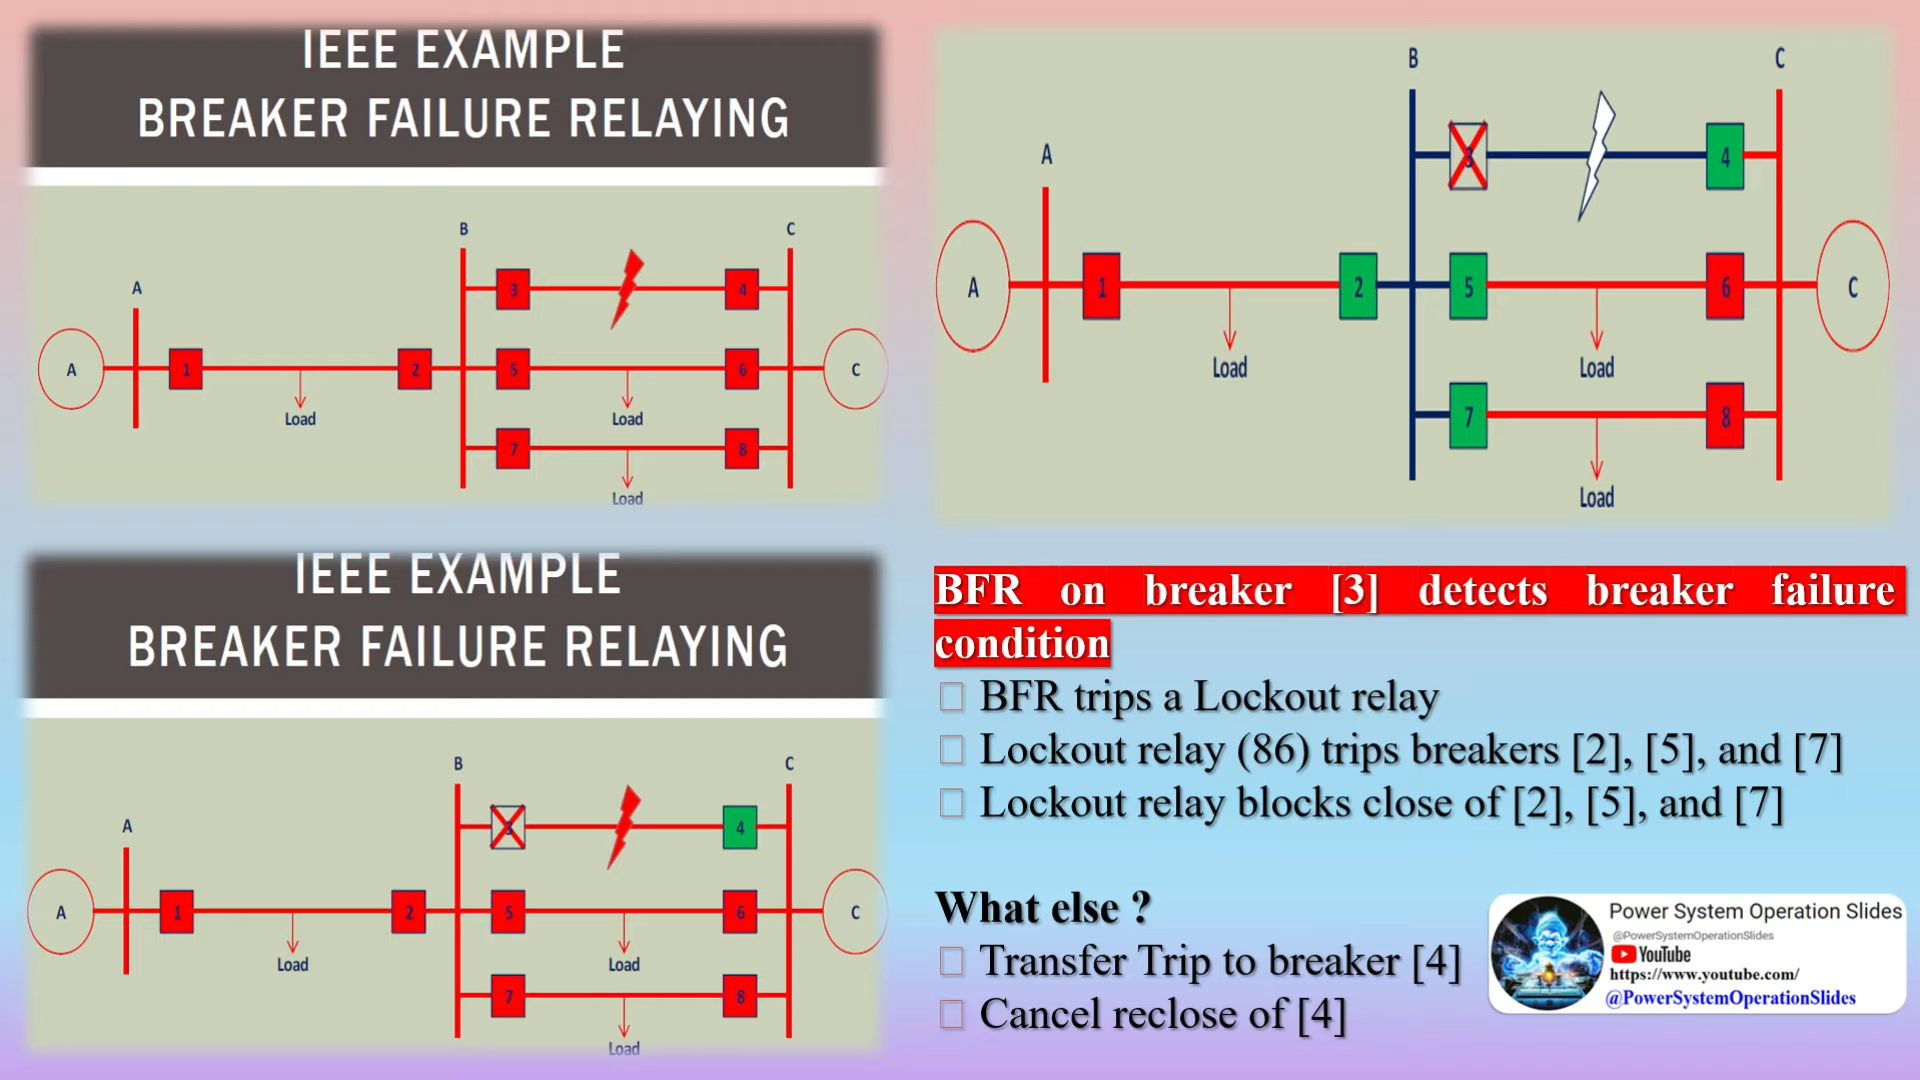 IEEE EXAMPLE
BREAKER FAILURE RELAYING
B
C
A
3
4
A
1
2
5
6
C
Load
Load
7
8
Load
B
C
A
3
4
A
1
2
5
6
C
Load
Load
7
8
Load
IEEE EXAMPLE
BREAKER FAILURE RELAYING
B
C
A
3
4
A
1
2
5
6
C
Load
Load
7
8
Load
BFR on breaker [3] detects breaker failure
condition
BFR trips a Lockout relay
Lockout relay (86) trips breakers [2], [5], and [7]
Lockout relay blocks close of [2], [5], and [7]
What else ?
Transfer Trip to breaker [4]
Cancel reclose of [4]
Power System Operation Slides
@PowerSystemOperationSlides
YouTube
https://www.youtube.com/
@PowerSystemOperationSlides